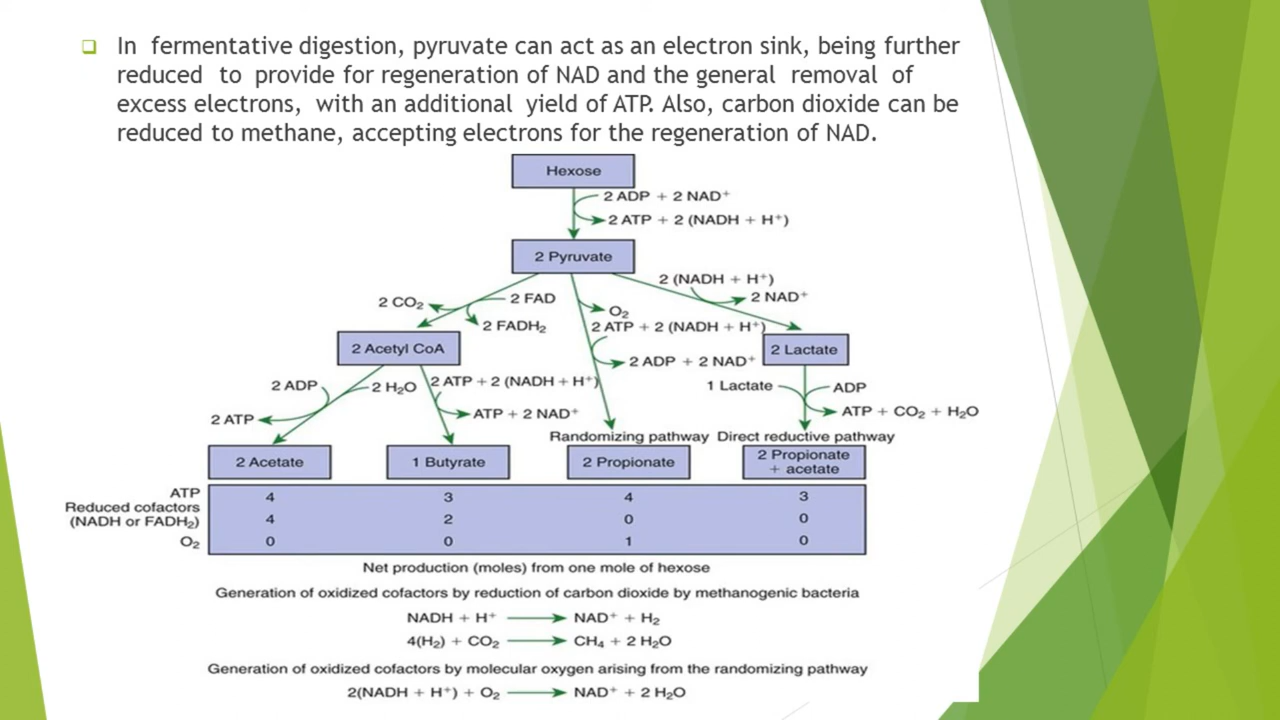 In fermentative digestion, pyruvate can act as an electron sink, being further
reduced to provide for regeneration of NAD and the general removal of
excess electrons, with an additional yield of ATP. Also, carbon dioxide can be
reduced to methane, accepting electrons for the regeneration of NAD.
Hexose
2 ADP + 2 NAD⁺
2 ATP + 2 (NADH + H⁺)
2 Pyruvate
2 (NADH + H⁺)
2 NAD⁺
2 CO₂
2 FAD
2 FADH₂
O₂
2 ATP + 2 (NADH + H⁺)
2 ADP + 2 NAD⁺
2 Acetyl CoA
2 Lactate
2 ADP
2 H₂O
2 ATP + 2 (NADH + H⁺)
1 Lactate
ADP
2 ATP
ATP + 2 NAD⁺
ATP + CO₂ + H₂O
Randomizing pathway Direct reductive pathway
2 Acetate
1 Butyrate
2 Propionate
2 Propionate
+ acetate
ATP 4 3 4 3
Reduced cofactors
(NADH or FADH₂) 4 2 0 0
O₂ 0 0 1 0
Net production (moles) from one mole of hexose
Generation of oxidized cofactors by reduction of carbon dioxide by methanogenic bacteria
NADH + H⁺ → NAD⁺ + H₂
4(H₂) + CO₂ → CH₄ + 2 H₂O
Generation of oxidized cofactors by molecular oxygen arising from the randomizing pathway
2(NADH + H⁺) + O₂ → NAD⁺ + 2 H₂O